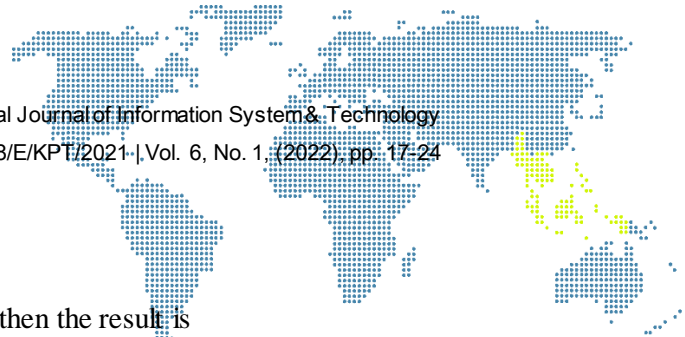 al Journal of Information System & Technology
3/E/KPT/2021 | Vol. 6, No. 1, (2022), pp. 17-24
then the result is